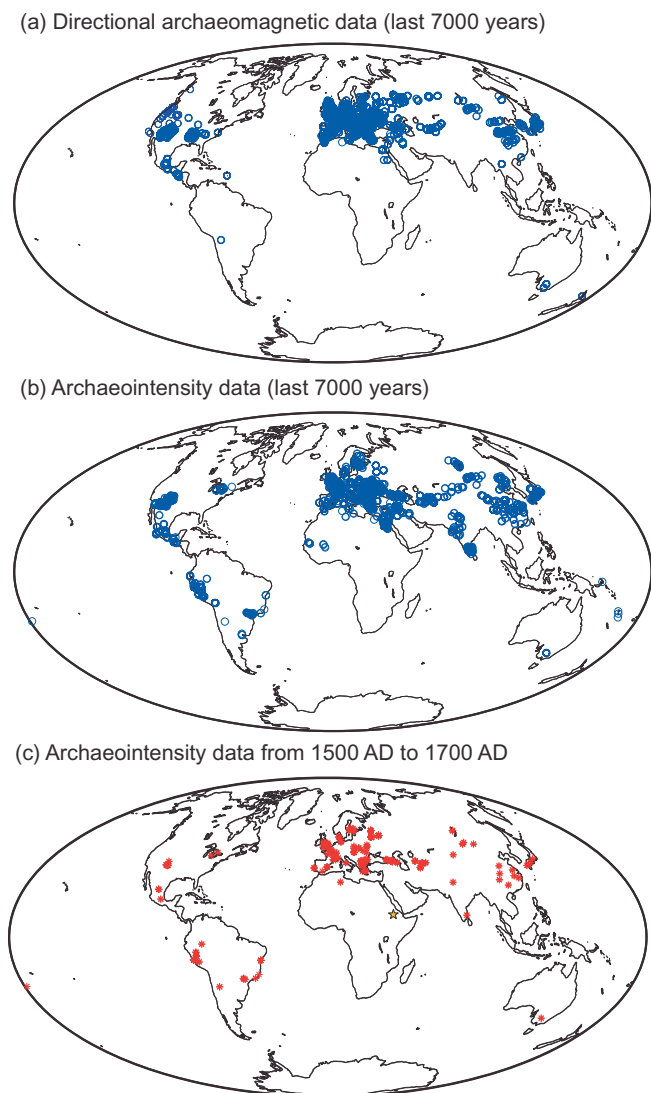 (a) Directional archaeomagnetic data (last 7000 years)
(b) Archaeointensity data (last 7000 years)
(c) Archaeointensity data from 1500 AD to 1700 AD